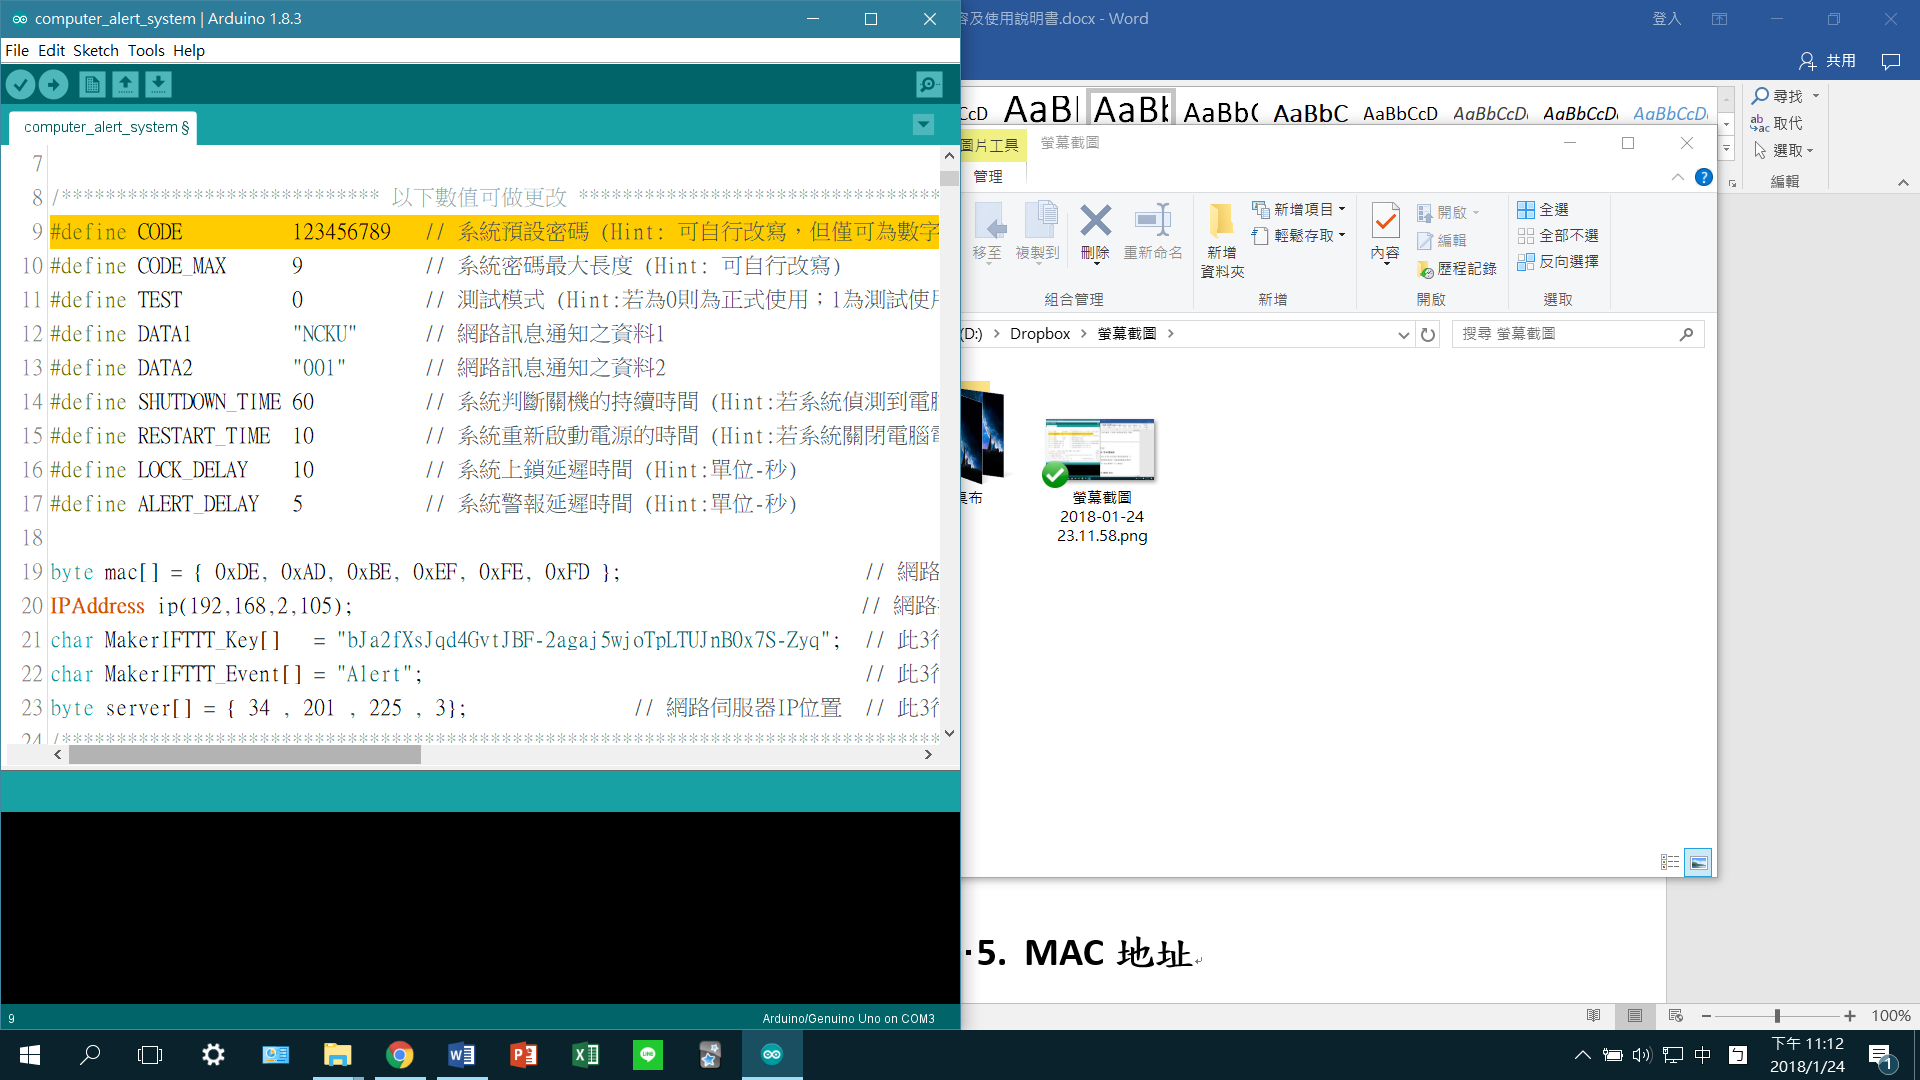 computer_alert_system | Arduino 1.8.3
File Edit Sketch Tools Help
computer_alert_system §
7
8 /***************************** 以下數值可做更改 *********************************
9 #define CODE 123456789 // 系統預設密碼 (Hint: 可自行改寫，但僅可為數字
10 #define CODE_MAX 9 // 系統密碼最大長度 (Hint: 可自行改寫)
11 #define TEST 0 // 測試模式 (Hint:若為0則為正式使用；1為測試使用
12 #define DATA1 "NCKU" // 網路訊息通知之資料1
13 #define DATA2 "001" // 網路訊息通知之資料2
14 #define SHUTDOWN_TIME 60 // 系統判斷關機的持續時間 (Hint:若系統偵測到電腦
15 #define RESTART_TIME 10 // 系統重新啟動電源的時間 (Hint:若系統關閉電腦電
16 #define LOCK_DELAY 10 // 系統上鎖延遲時間 (Hint:單位-秒)
17 #define ALERT_DELAY 5 // 系統警報延遲時間 (Hint:單位-秒)
18
19 byte mac[] = { 0xDE, 0xAD, 0xBE, 0xEF, 0xFE, 0xFD }; // 網路
20 IPAddress ip(192,168,2,105); // 網路
21 char MakerIFTTT_Key[] = "bJa2fXsJqd4GvtJBF-2agaj5wjoTpLTUJnB0x7S-Zyq"; // 此3行
22 char MakerIFTTT_Event[] = "Alert"; // 此3行
23 byte server[] = { 34 , 201 , 225 , 3}; // 網路伺服器IP位置 // 此3行
24 /********************************************************************************
9
Arduino/Genuino Uno on COM3
容及使用說明書.docx - Word
登入
共用
CcD AaB AaBb AaBb( AaBbC AaBbCcD AaBbCcD AaBbCcD AaBbCcD
尋找
取代
選取
編輯
圖片工具 螢幕截圖
管理
移至 複製到 刪除 重新命名
組合管理
新增資料夾
新增項目
輕鬆存取
新增
內容
開啟
編輯
歷程記錄
開啟
全選
全部不選
反向選擇
選取
(D:) > Dropbox > 螢幕截圖 >
搜尋 螢幕截圖
桌布
螢幕截圖
2018-01-24
23.11.58.png
5. MAC 地址
100%
中
ㄅ
下午 11:12
2018/1/24
1